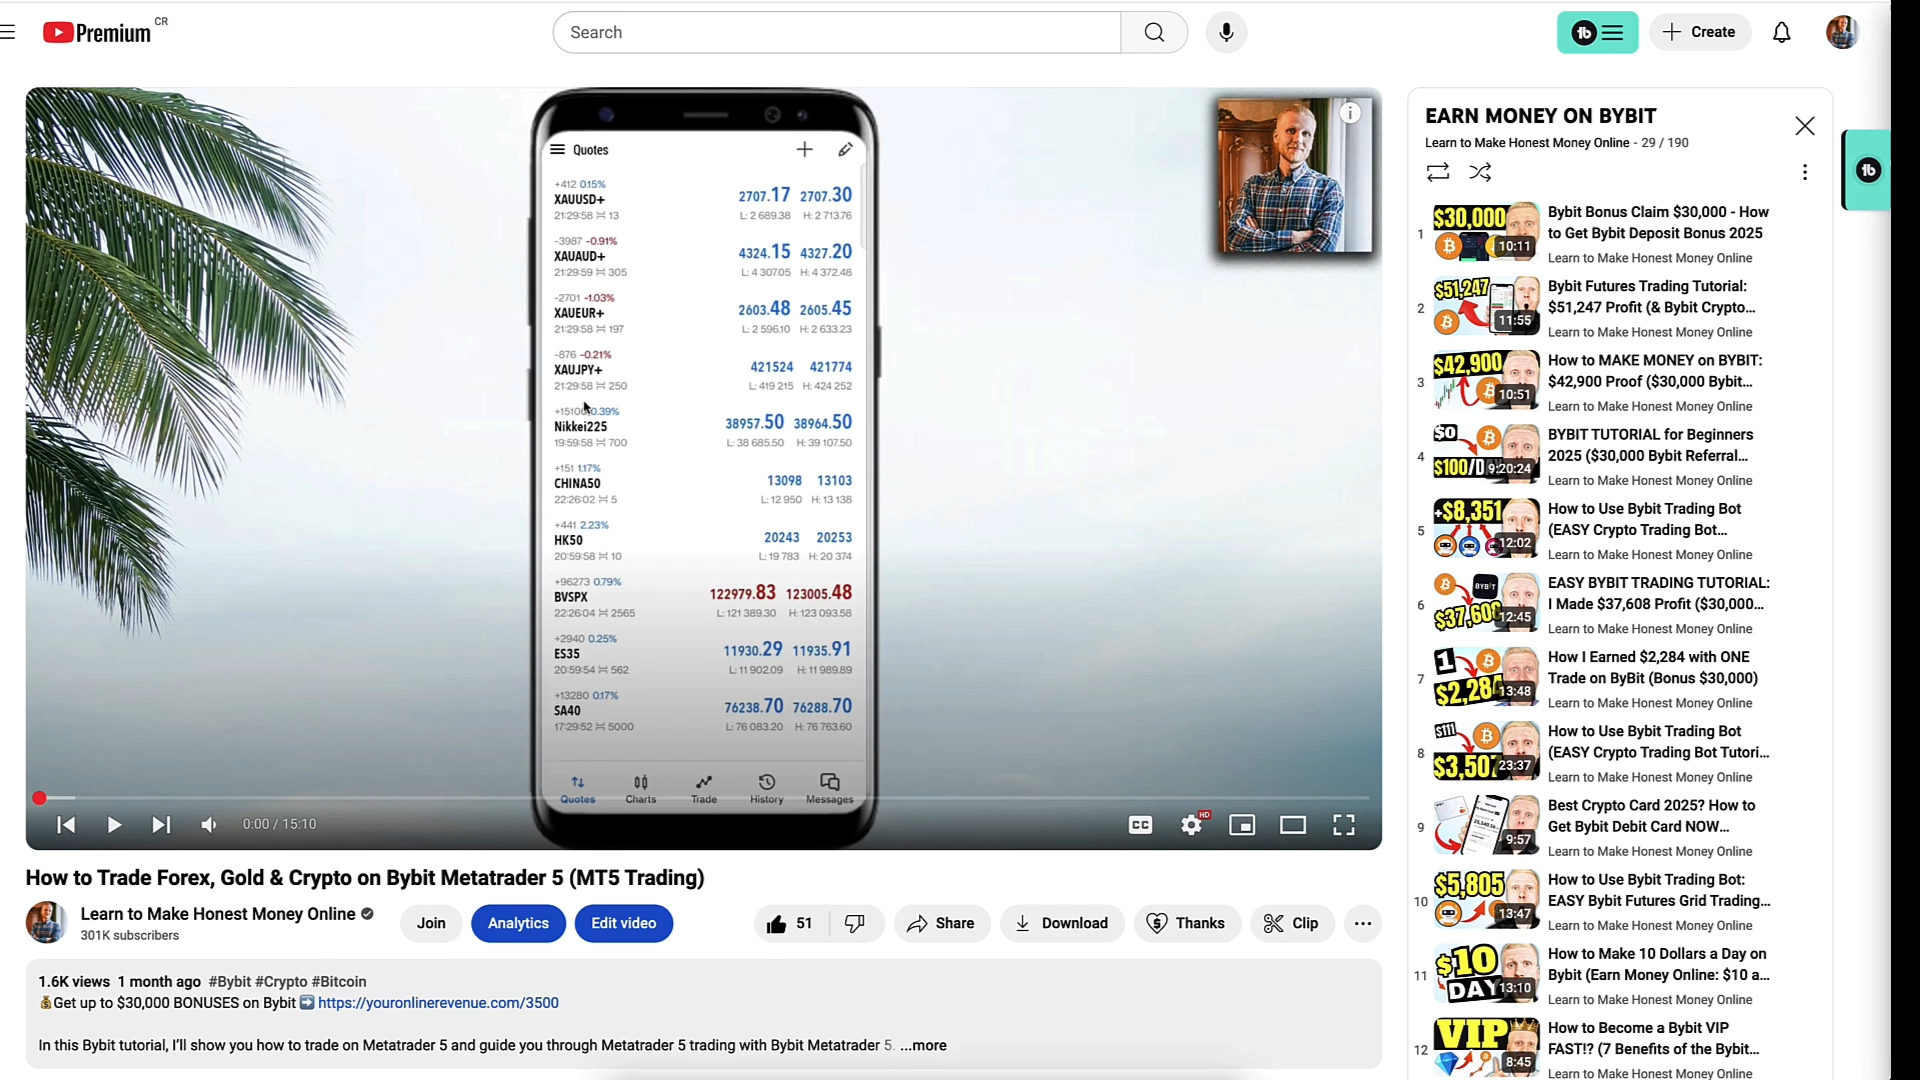 Premium
CR
Search
Create
Quotes
+412 0.15%
XAUUSD+
2707.17 2707.30
21:29:58 13
L: 2 689.38 H: 2 713.76
-3987 -0.91%
XAUAUD+
4324.15 4327.20
21:29:59 305
L: 4 307.05 H: 4 372.48
-2701 -1.03%
XAUEUR+
2603.48 2605.45
21:29:58 197
L: 2 596.10 H: 2 633.23
-876 -0.21%
XAUJPY+
421524 421774
21:29:58 250
L: 419 215 H: 424 252
0.39%
Nikkei225
38957.50 38964.50
19:59:58 700
L: 38 685.50 H: 39 107.50
+151 1.17%
CHINA50
13098 13103
22:26:02 5
L: 12 950 H: 13 138
+441 2.23%
HK50
20243 20253
20:59:58 10
L: 19 783 H: 20 374
+96273 0.79%
BVSPX
122979.83 123005.48
22:26:04 2565
L: 121 389.30 H: 123 093.58
+2940 0.25%
ES35
11930.29 11935.91
20:59:54 562
L: 11 902.09 H: 11 989.89
+13280 0.17%
SA40
76238.70 76288.70
17:29:52 5000
L: 76 083.20 H: 76 763.60
Quotes Charts Trade History Messages
0:00 / 15:10
CC
HD
How to Trade Forex, Gold & Crypto on Bybit Metatrader 5 (MT5 Trading)
Learn to Make Honest Money Online
301K subscribers
Join
Analytics
Edit video
51
Share
Download
Thanks
Clip
1.6K views 1 month ago #Bybit #Crypto #Bitcoin
Get up to $30,000 BONUSES on Bybit https://youronlinerevenue.com/3500
In this Bybit tutorial, I'll show you how to trade on Metatrader 5 and guide you through Metatrader 5 trading with Bybit Metatrader 5. ...more
EARN MONEY ON BYBIT
Learn to Make Honest Money Online - 29 / 190
1
$30,000
10:11
Bybit Bonus Claim $30,000 - How
to Get Bybit Deposit Bonus 2025
Learn to Make Honest Money Online
2
$51,247
11:55
Bybit Futures Trading Tutorial:
$51,247 Profit (& Bybit Crypto...
Learn to Make Honest Money Online
3
$42,900
10:51
How to MAKE MONEY on BYBIT:
$42,900 Proof ($30,000 Bybit...
Learn to Make Honest Money Online
4
$0
$100/D
9:20:24
BYBIT TUTORIAL for Beginners
2025 ($30,000 Bybit Referral...
Learn to Make Honest Money Online
5
+$8,351
12:02
How to Use Bybit Trading Bot
(EASY Crypto Trading Bot...
Learn to Make Honest Money Online
6
BYBIT
$37,608
12:45
EASY BYBIT TRADING TUTORIAL:
I Made $37,608 Profit ($30,000...
Learn to Make Honest Money Online
7
1
$2,284
13:48
How I Earned $2,284 with ONE
Trade on ByBit (Bonus $30,000)
Learn to Make Honest Money Online
8
$111
$3,507
23:37
How to Use Bybit Trading Bot
(EASY Crypto Trading Bot Tutori...
Learn to Make Honest Money Online
9
9:57
Best Crypto Card 2025? How to
Get Bybit Debit Card NOW...
Learn to Make Honest Money Online
10
$5,805
13:47
How to Use Bybit Trading Bot:
EASY Bybit Futures Grid Trading...
Learn to Make Honest Money Online
11
$10
DAY
13:10
How to Make 10 Dollars a Day on
Bybit (Earn Money Online: $10 a...
Learn to Make Honest Money Online
12
VIP
8:45
How to Become a Bybit VIP
FAST!? (7 Benefits of the Bybit...
Learn to Make Honest Money Online